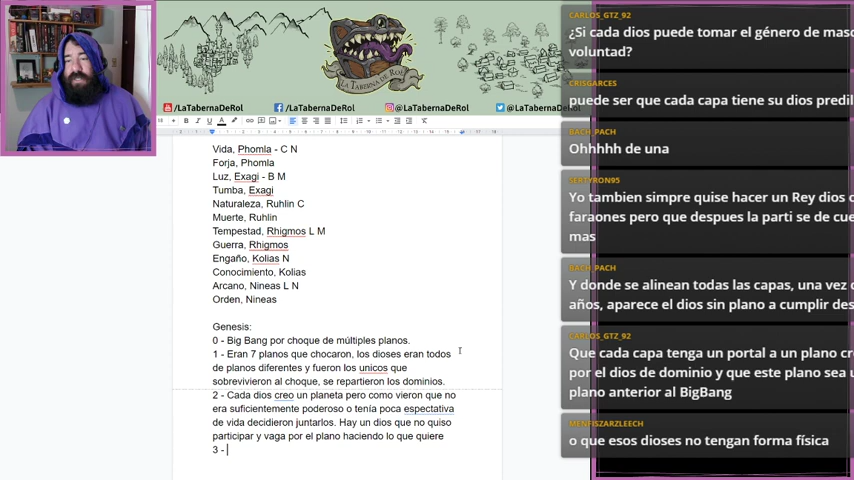 LA TABERNA DE ROL
/LaTabernaDeRol
/LaTabernaDeRol
@LaTabernaDeRol
@LaTabernaDeRol
Vida, Phomla - C N
Forja, Phomla
Luz, Exagi - B M
Tumba, Exagi
Naturaleza, Ruhlin C
Muerte, Ruhlin
Tempestad, Rhigmos L M
Guerra, Rhigmos
Engaño, Kolias N
Conocimiento, Kolias
Arcano, Nineas L N
Orden, Nineas
Genesis:
0 - Big Bang por choque de múltiples planos.
1 - Eran 7 planos que chocaron, los dioses eran todos
de planos diferentes y fueron los unicos que
sobrevivieron al choque, se repartieron los dominios.
2 - Cada dios creo un planeta pero como vieron que no
era suficientemente poderoso o tenía poca espectativa
de vida decidieron juntarlos. Hay un dios que no quiso
participar y vaga por el plano haciendo lo que quiere
3 -
CARLOS_GTZ_92
¿Si cada dios puede tomar el género de masc
voluntad?
CRISGARCES
puede ser que cada capa tiene su dios predil
BACH_PACH
Ohhhhh de una
SERTYRON95
Yo tambien simpre quise hacer un Rey dios c
faraones pero que despues la parti se de cue
mas
BACH_PACH
Y donde se alinean todas las capas, una vez c
años, aparece el dios sin plano a cumplir des
CARLOS_GTZ_92
Que cada capa tenga un portal a un plano cre
por el dios de dominio y que este plano sea u
plano anterior al BigBang
MENFISZARZLEECH
o que esos dioses no tengan forma física